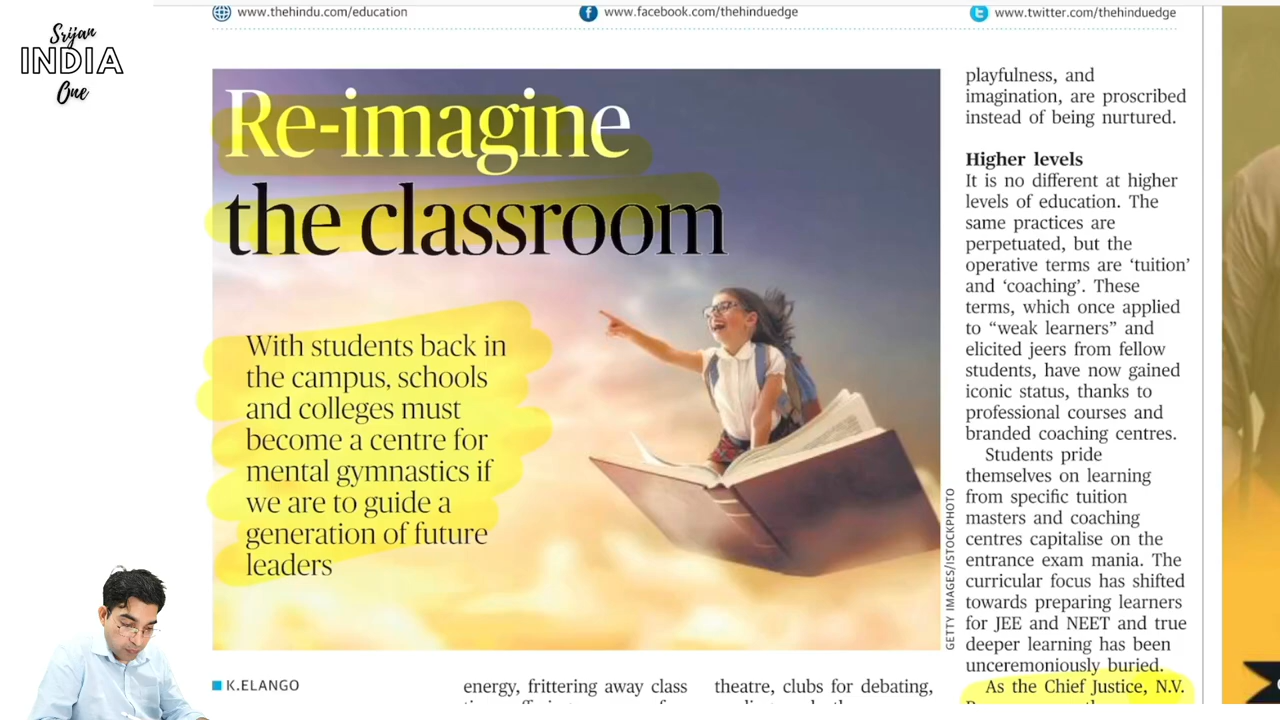 Srijan
INDIA
One
www.thehindu.com/education
www.facebook.com/thehinduedge
www.twitter.com/thehinduedge
Re-imagine
the classroom
With students back in
the campus, schools
and colleges must
become a centre for
mental gymnastics if
we are to guide a
generation of future
leaders
GETTY IMAGES/ISTOCKPHOTO
K.ELANGO
energy, frittering away class
theatre, clubs for debating,
playfulness, and
imagination, are proscribed
instead of being nurtured.
Higher levels
It is no different at higher
levels of education. The
same practices are
perpetuated, but the
operative terms are ‘tuition’
and ‘coaching’. These
terms, which once applied
to “weak learners” and
elicited jeers from fellow
students, have now gained
iconic status, thanks to
professional courses and
branded coaching centres.
Students pride
themselves on learning
from specific tuition
masters and coaching
centres capitalise on the
entrance exam mania. The
curricular focus has shifted
towards preparing learners
for JEE and NEET and true
deeper learning has been
unceremoniously buried.
As the Chief Justice, N.V.